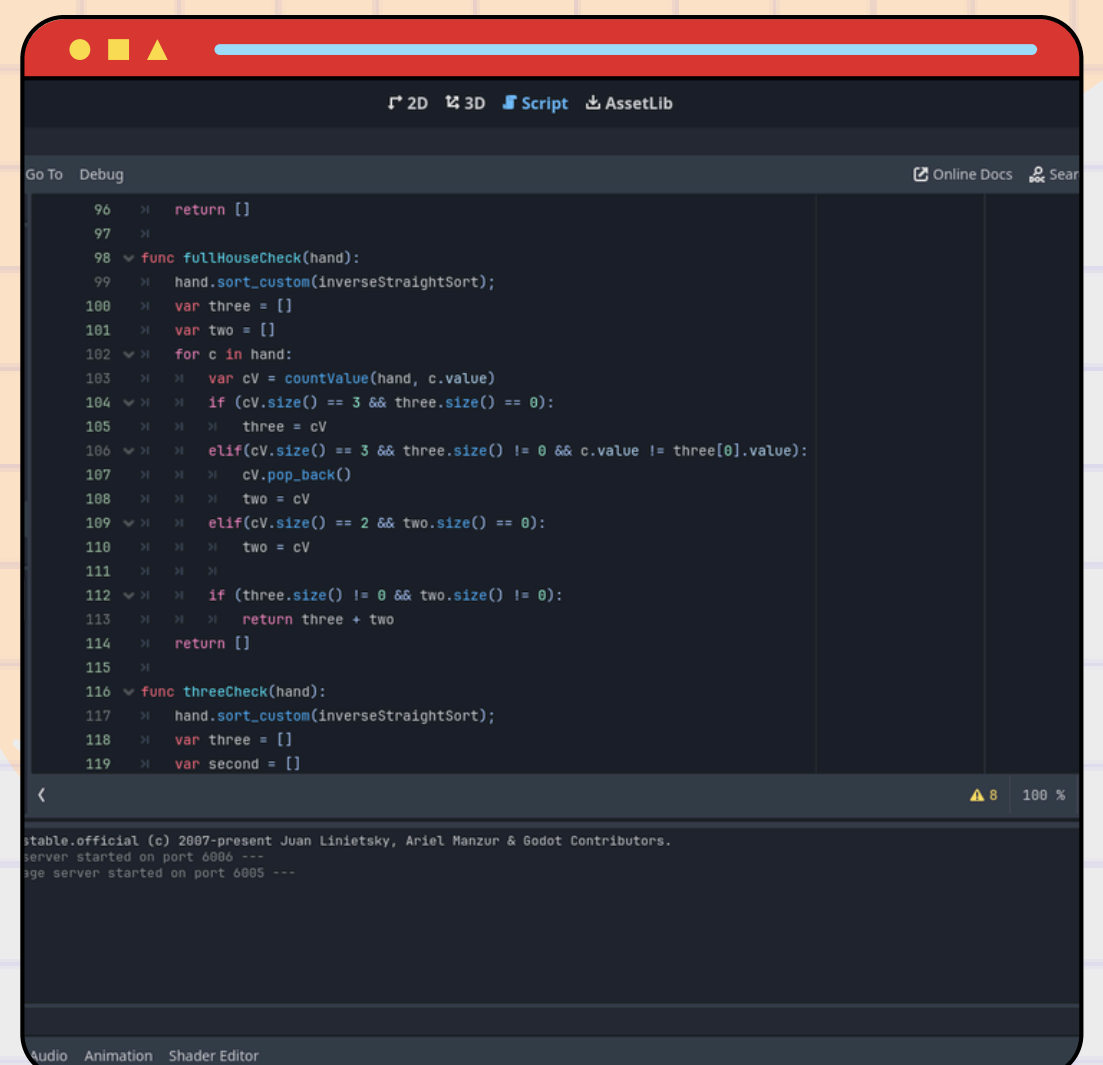 2D 3D Script AssetLib
Go To Debug Online Docs
96 return []
97
98 func fullHouseCheck(hand):
99 hand.sort_custom(inverseStraightSort);
100 var three = []
101 var two = []
102 for c in hand:
103 var cV = countValue(hand, c.value)
104 if (cV.size() == 3 && three.size() == 0):
105 three = cV
106 elif(cV.size() == 3 && three.size() != 0 && c.value != three[0].value):
107 cV.pop_back()
108 two = cV
109 elif(cV.size() == 2 && two.size() == 0):
110 two = cV
111
112 if (three.size() != 0 && two.size() != 0):
113 return three + two
114 return []
115
116 func threeCheck(hand):
117 hand.sort_custom(inverseStraightSort);
118 var three = []
119 var second = []
8 100 %
stable.official (c) 2007-present Juan Linietsky, Ariel Manzur & Godot Contributors.
server started on port 6006 ---
age server started on port 6005 ---
Audio Animation Shader Editor